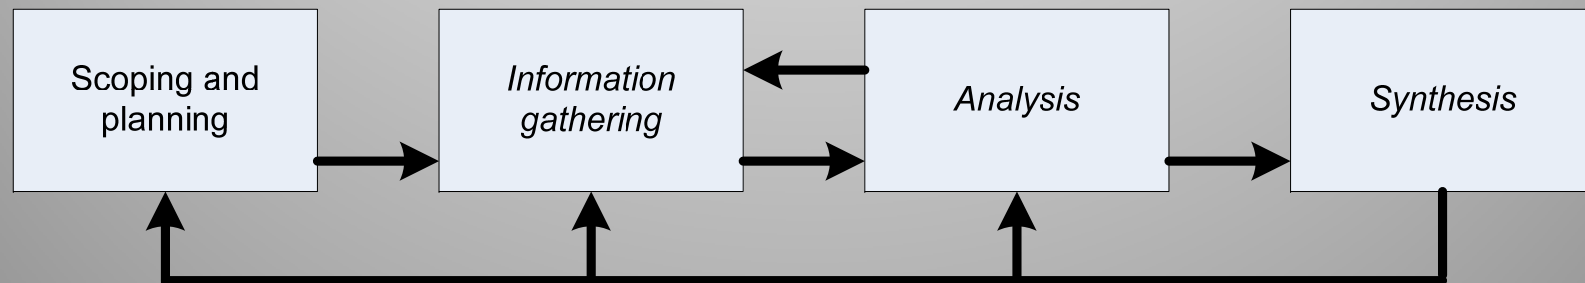 Scoping and
planning
Information
gathering
Analysis
Synthesis